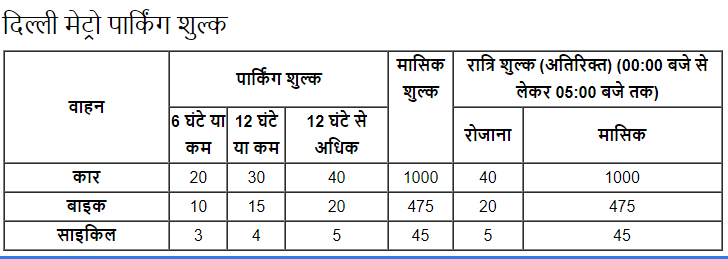 दिल्ली मेट्रो पार्किंग शुल्क
वाहन
पार्किंग शुल्क
मासिक
शुल्क
रात्रि शुल्क (अतिरिक्त) (00:00 बजे से
लेकर 05:00 बजे तक)
6 घंटे या
कम
12 घंटे
या कम
12 घंटे से
अधिक
रोजाना
मासिक
कार 20 30 40 1000 40 1000
बाइक 10 15 20 475 20 475
साइकिल 3 4 5 45 5 45